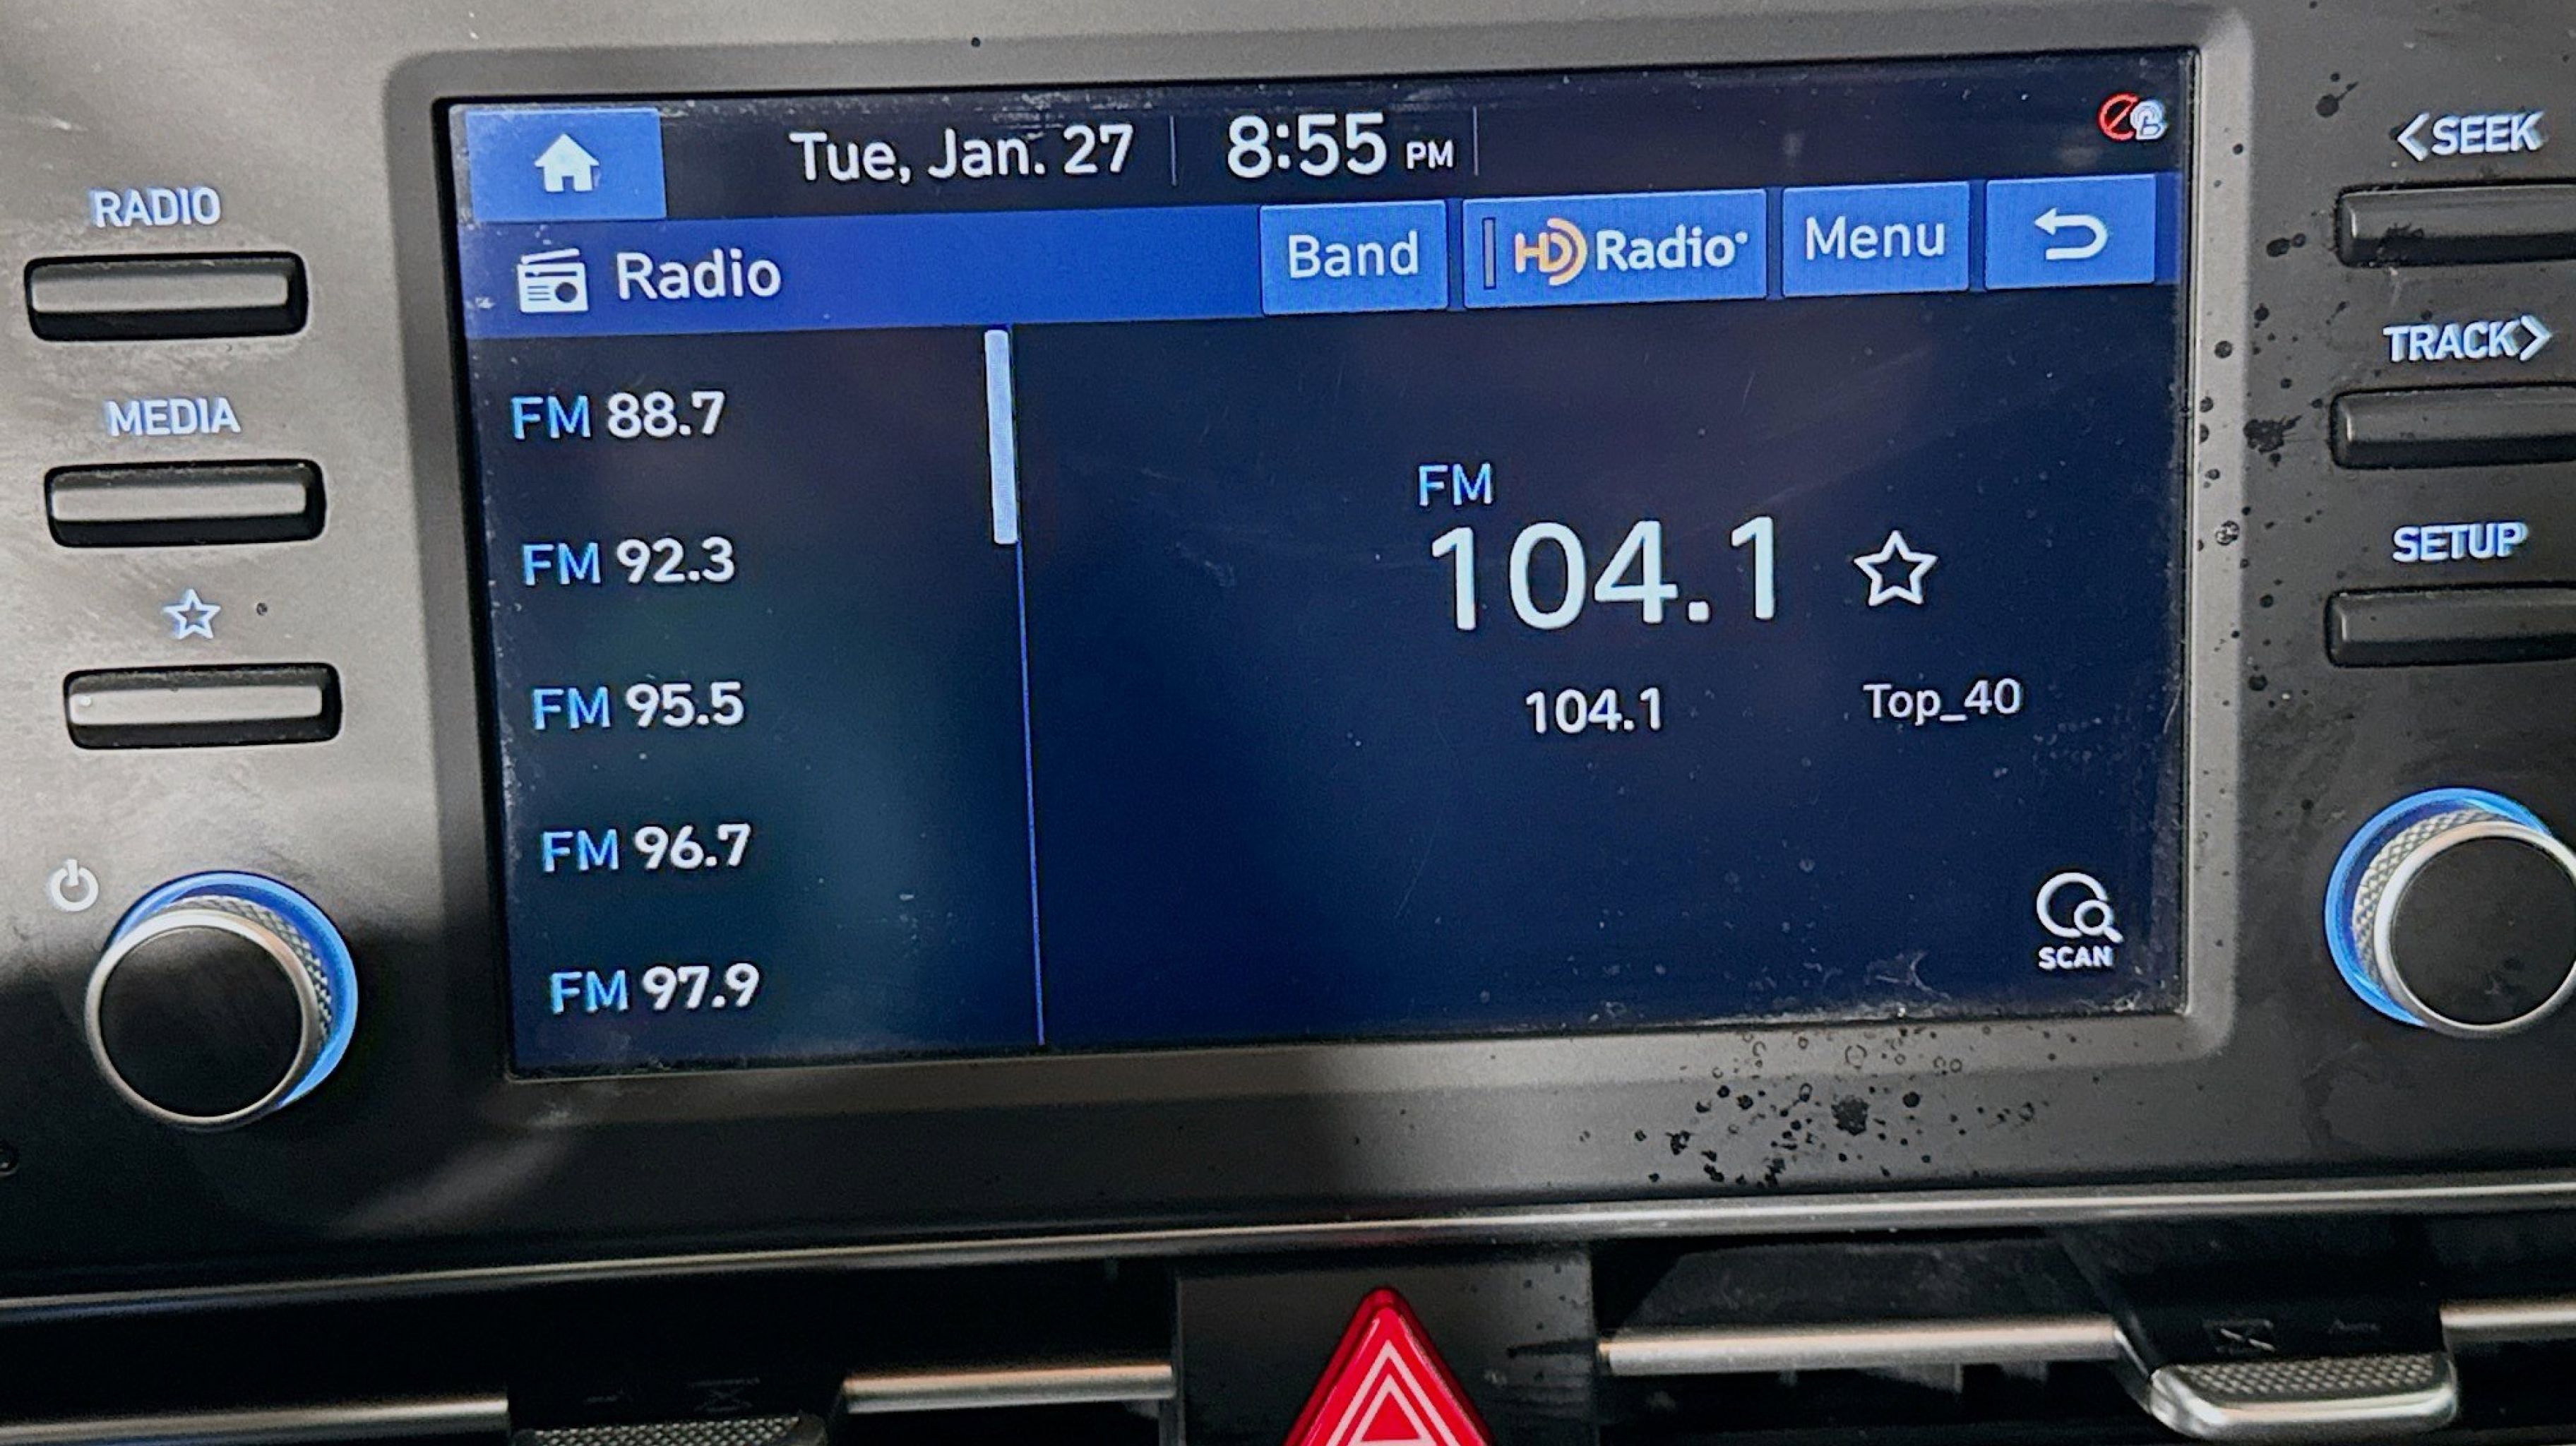 Tue, Jan. 27 8:55 PM
<SEEK
RADIO
Radio Band HD Radio Menu
TRACK>
MEDIA
FM 88.7
FM
104.1
SETUP
FM 92.3
104.1 Top_40
FM 95.5
FM 96.7
SCAN
FM 97.9